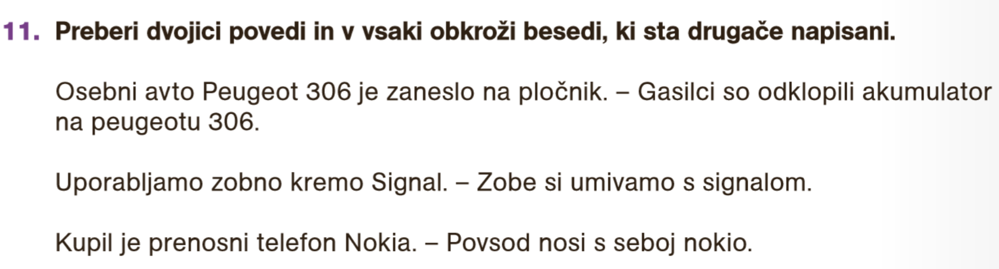 11. Preberi dvojici povedi in v vsaki obkroži besedi, ki sta drugače napisani.
Osebni avto Peugeot 306 je zaneslo na pločnik. – Gasilci so odklopili akumulator
na peugeotu 306.
Uporabljamo zobno kremo Signal. – Zobe si umivamo s signalom.
Kupil je prenosni telefon Nokia. – Povsod nosi s seboj nokio.